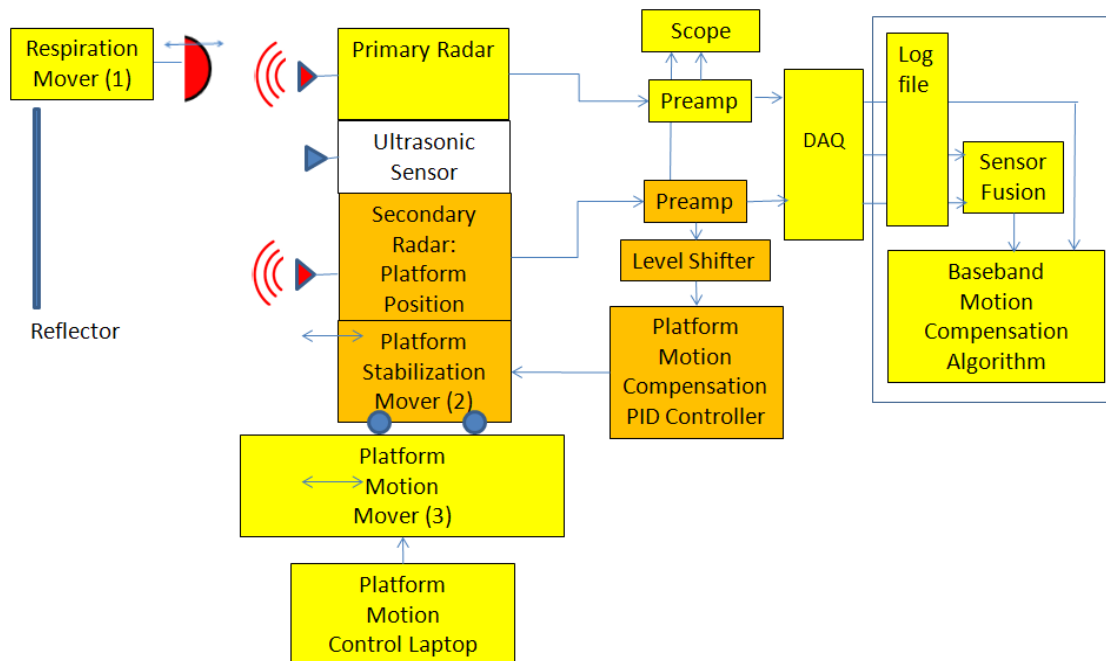 Respiration
Mover (1)
Reflector
Primary Radar
Ultrasonic
Sensor
Secondary
Radar:
Platform
Position
Platform
Stabilization
Mover (2)
Platform
Motion
Mover (3)
Platform
Motion
Control Laptop
Scope
Preamp
Preamp
Level Shifter
Platform
Motion
Compensation
PID Controller
DAQ
Log
file
Sensor
Fusion
Baseband
Motion
Compensation
Algorithm